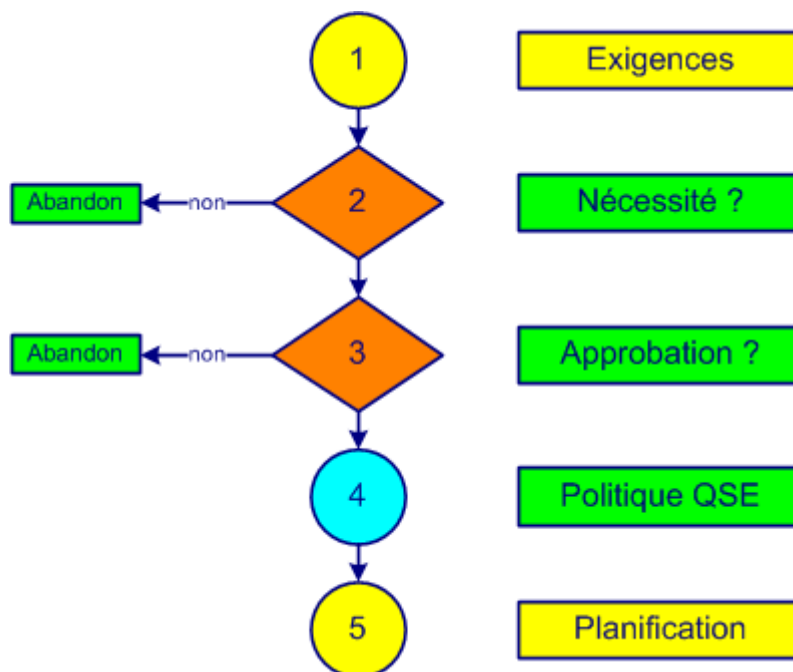 1
Exigences
Abandon
non
2
Nécessité ?
Abandon
non
3
Approbation ?
4
Politique QSE
5
Planification